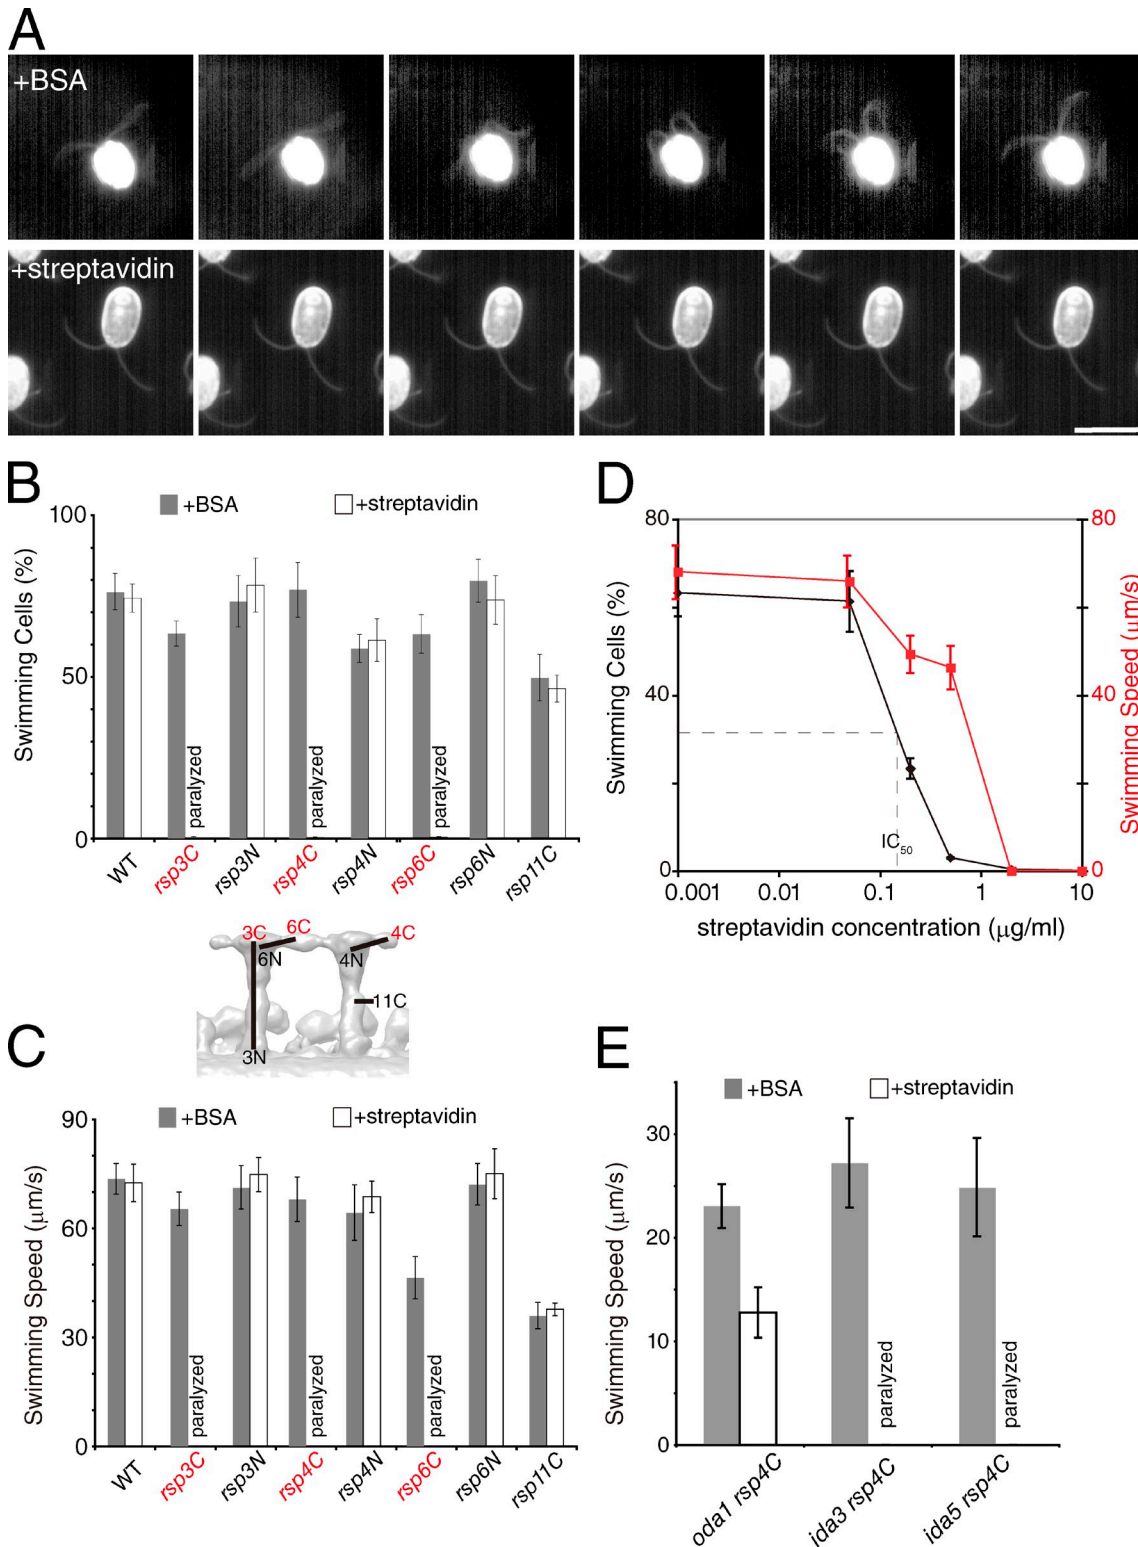 A
+BSA
+streptavidin
B
+BSA
+streptavidin
Swimming Cells (%)
100
50
0
paralyzed
paralyzed
paralyzed
WT
rsp3C
rsp3N
rsp4C
rsp4N
rsp6C
rsp6N
rsp11C
3C
6C
4C
6N
4N
11C
3N
C
+BSA
+streptavidin
Swimming Speed (μm/s)
90
60
30
0
paralyzed
paralyzed
paralyzed
WT
rsp3C
rsp3N
rsp4C
rsp4N
rsp6C
rsp6N
rsp11C
D
Swimming Cells (%)
80
40
0
80
40
0
Swimming Speed (μm/s)
IC50
0.001
0.01
0.1
1
10
streptavidin concentration (μg/ml)
E
+BSA
+streptavidin
Swimming Speed (μm/s)
30
20
10
0
paralyzed
paralyzed
oda1 rsp4C
ida3 rsp4C
ida5 rsp4C